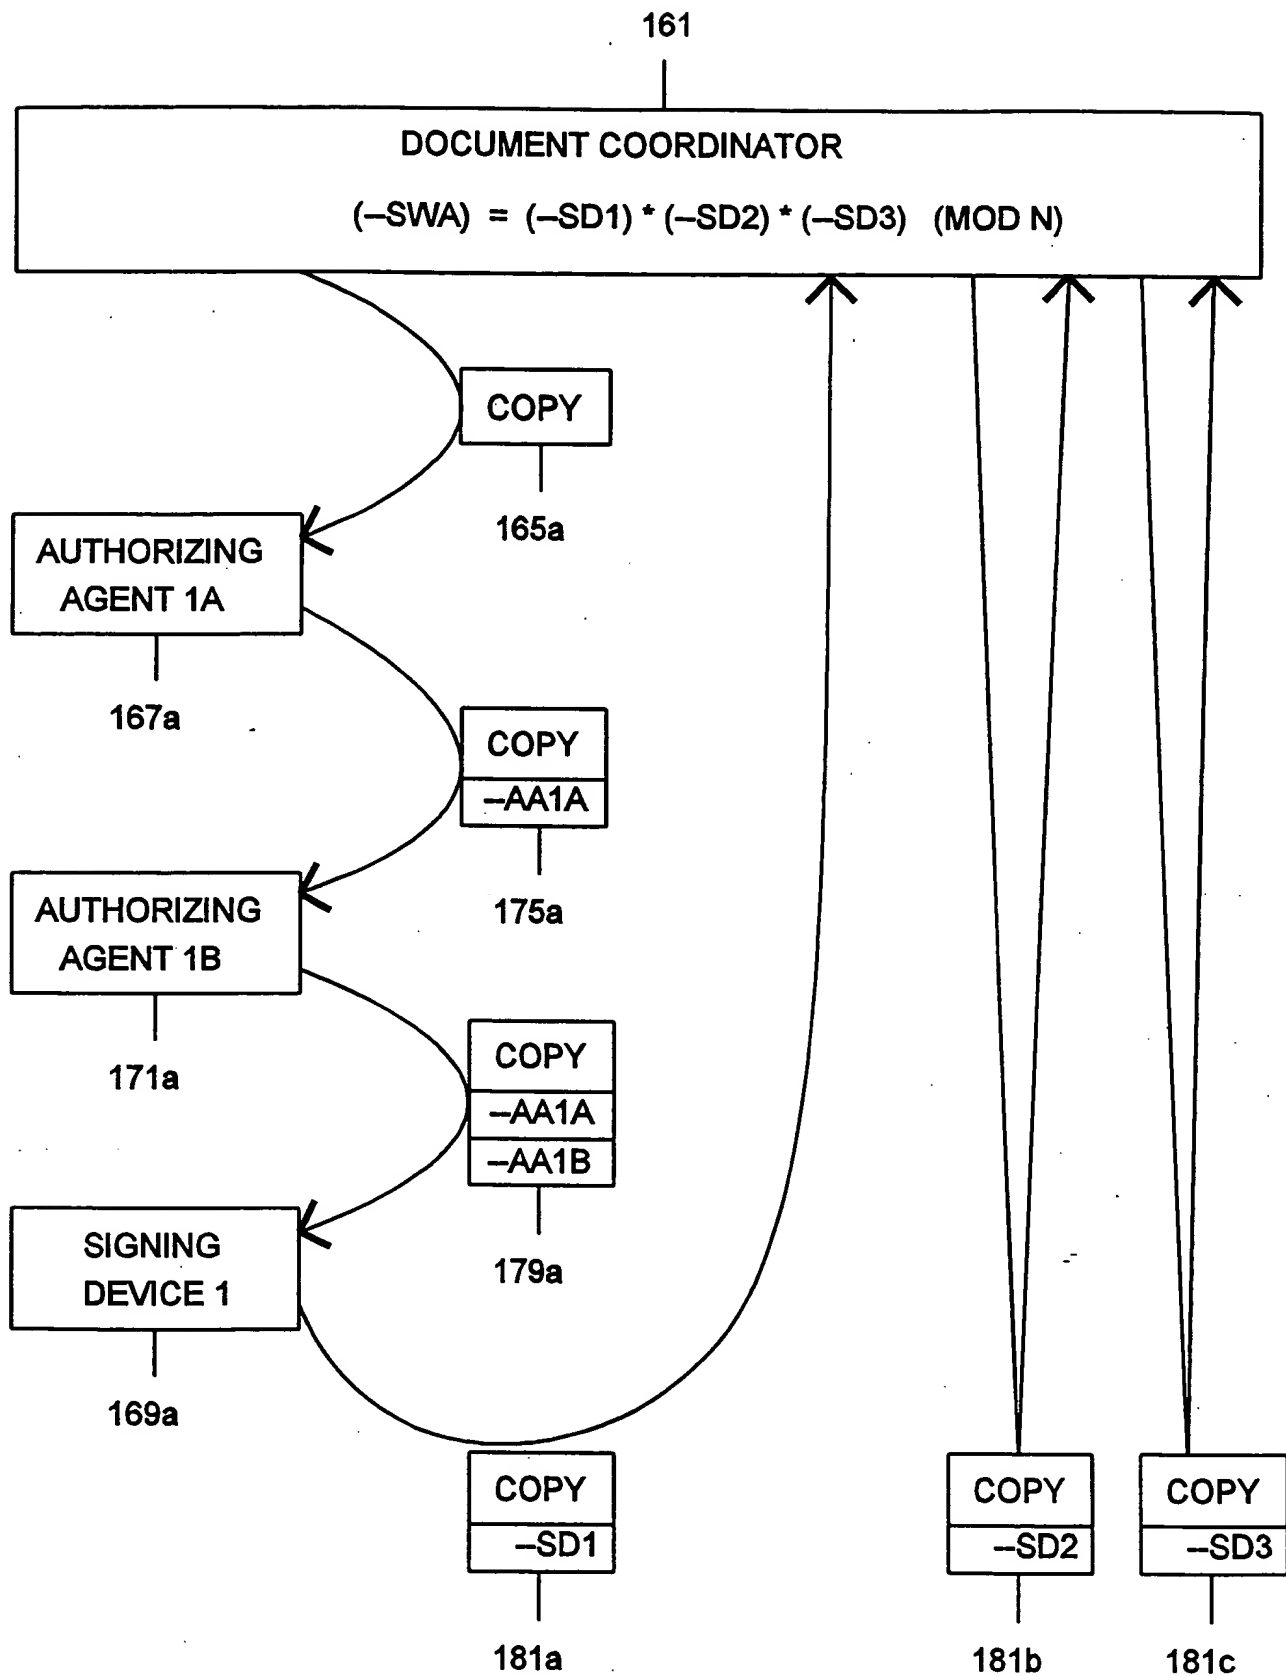 161
DOCUMENT COORDINATOR
(–SWA) = (–SD1) * (–SD2) * (–SD3) (MOD N)
COPY
165a
AUTHORIZING
AGENT 1A
167a
COPY
–AA1A
175a
AUTHORIZING
AGENT 1B
171a
COPY
–AA1A
–AA1B
179a
SIGNING
DEVICE 1
169a
COPY
–SD1
181a
COPY
–SD2
181b
COPY
–SD3
181c